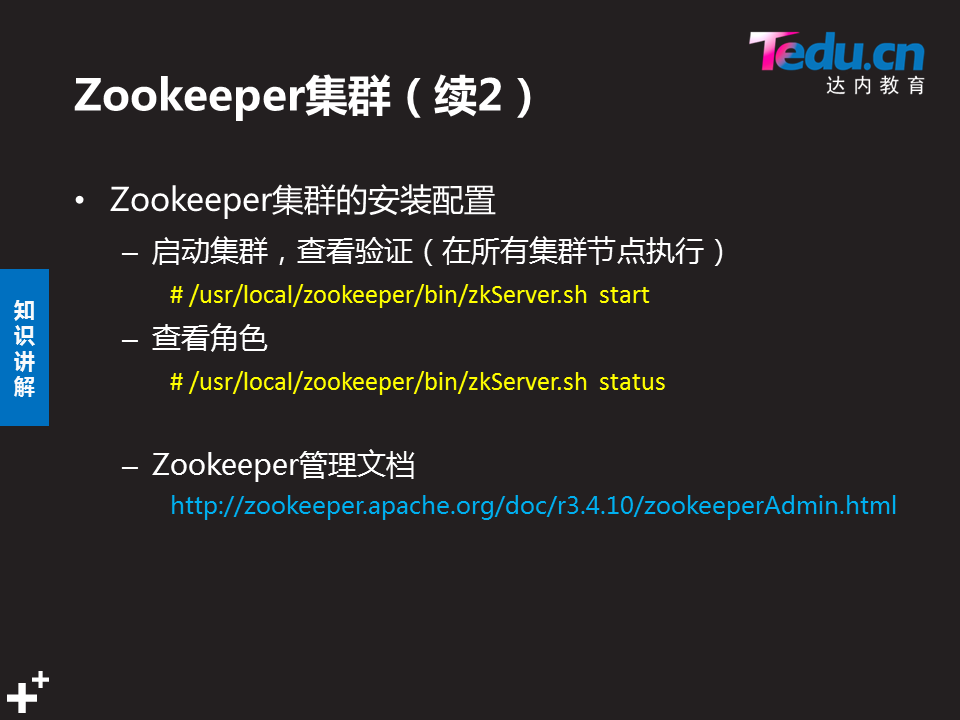 Tedu.cn
达内教育
Zookeeper集群（续2）
• Zookeeper集群的安装配置
– 启动集群，查看验证（在所有集群节点执行）
# /usr/local/zookeeper/bin/zkServer.sh start
– 查看角色
# /usr/local/zookeeper/bin/zkServer.sh status
– Zookeeper管理文档
http://zookeeper.apache.org/doc/r3.4.10/zookeeperAdmin.html
知
识
讲
解